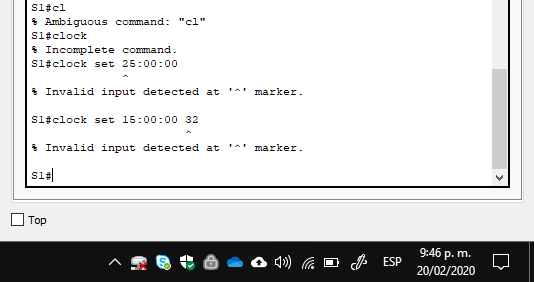 S1#cl
% Ambiguous command: "cl"
S1#clock
% Incomplete command.
S1#clock set 25:00:00
^
% Invalid input detected at '^' marker.
S1#clock set 15:00:00 32
^
% Invalid input detected at '^' marker.
S1#
Top
ESP
9:46 p. m.
20/02/2020